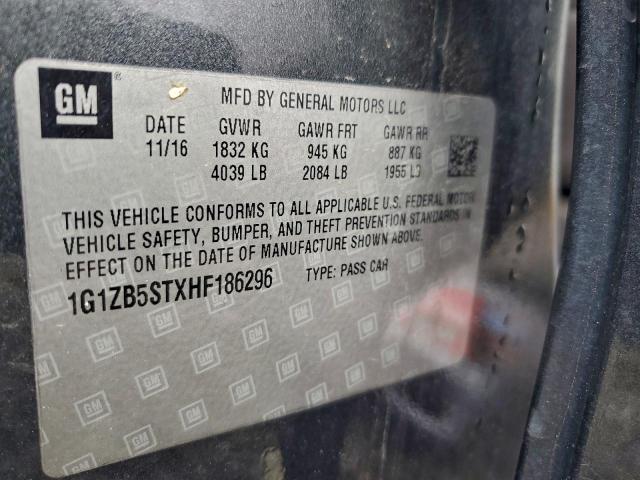 GM
®
MFD BY GENERAL MOTORS LLC
DATE GVWR GAWR FRT GAWR RR
11/16 1832 KG 945 KG 887 KG
4039 LB 2084 LB 1955 LB
THIS VEHICLE CONFORMS TO ALL APPLICABLE U.S. FEDERAL MOTOR
VEHICLE SAFETY, BUMPER, AND THEFT PREVENTION STANDARDS IN
EFFECT ON THE DATE OF MANUFACTURE SHOWN ABOVE.
1G1ZB5STXHF186296 TYPE: PASS CAR